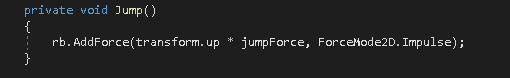 private void Jump()
{
    rb.AddForce(transform.up * jumpForce, ForceMode2D.Impulse);
}